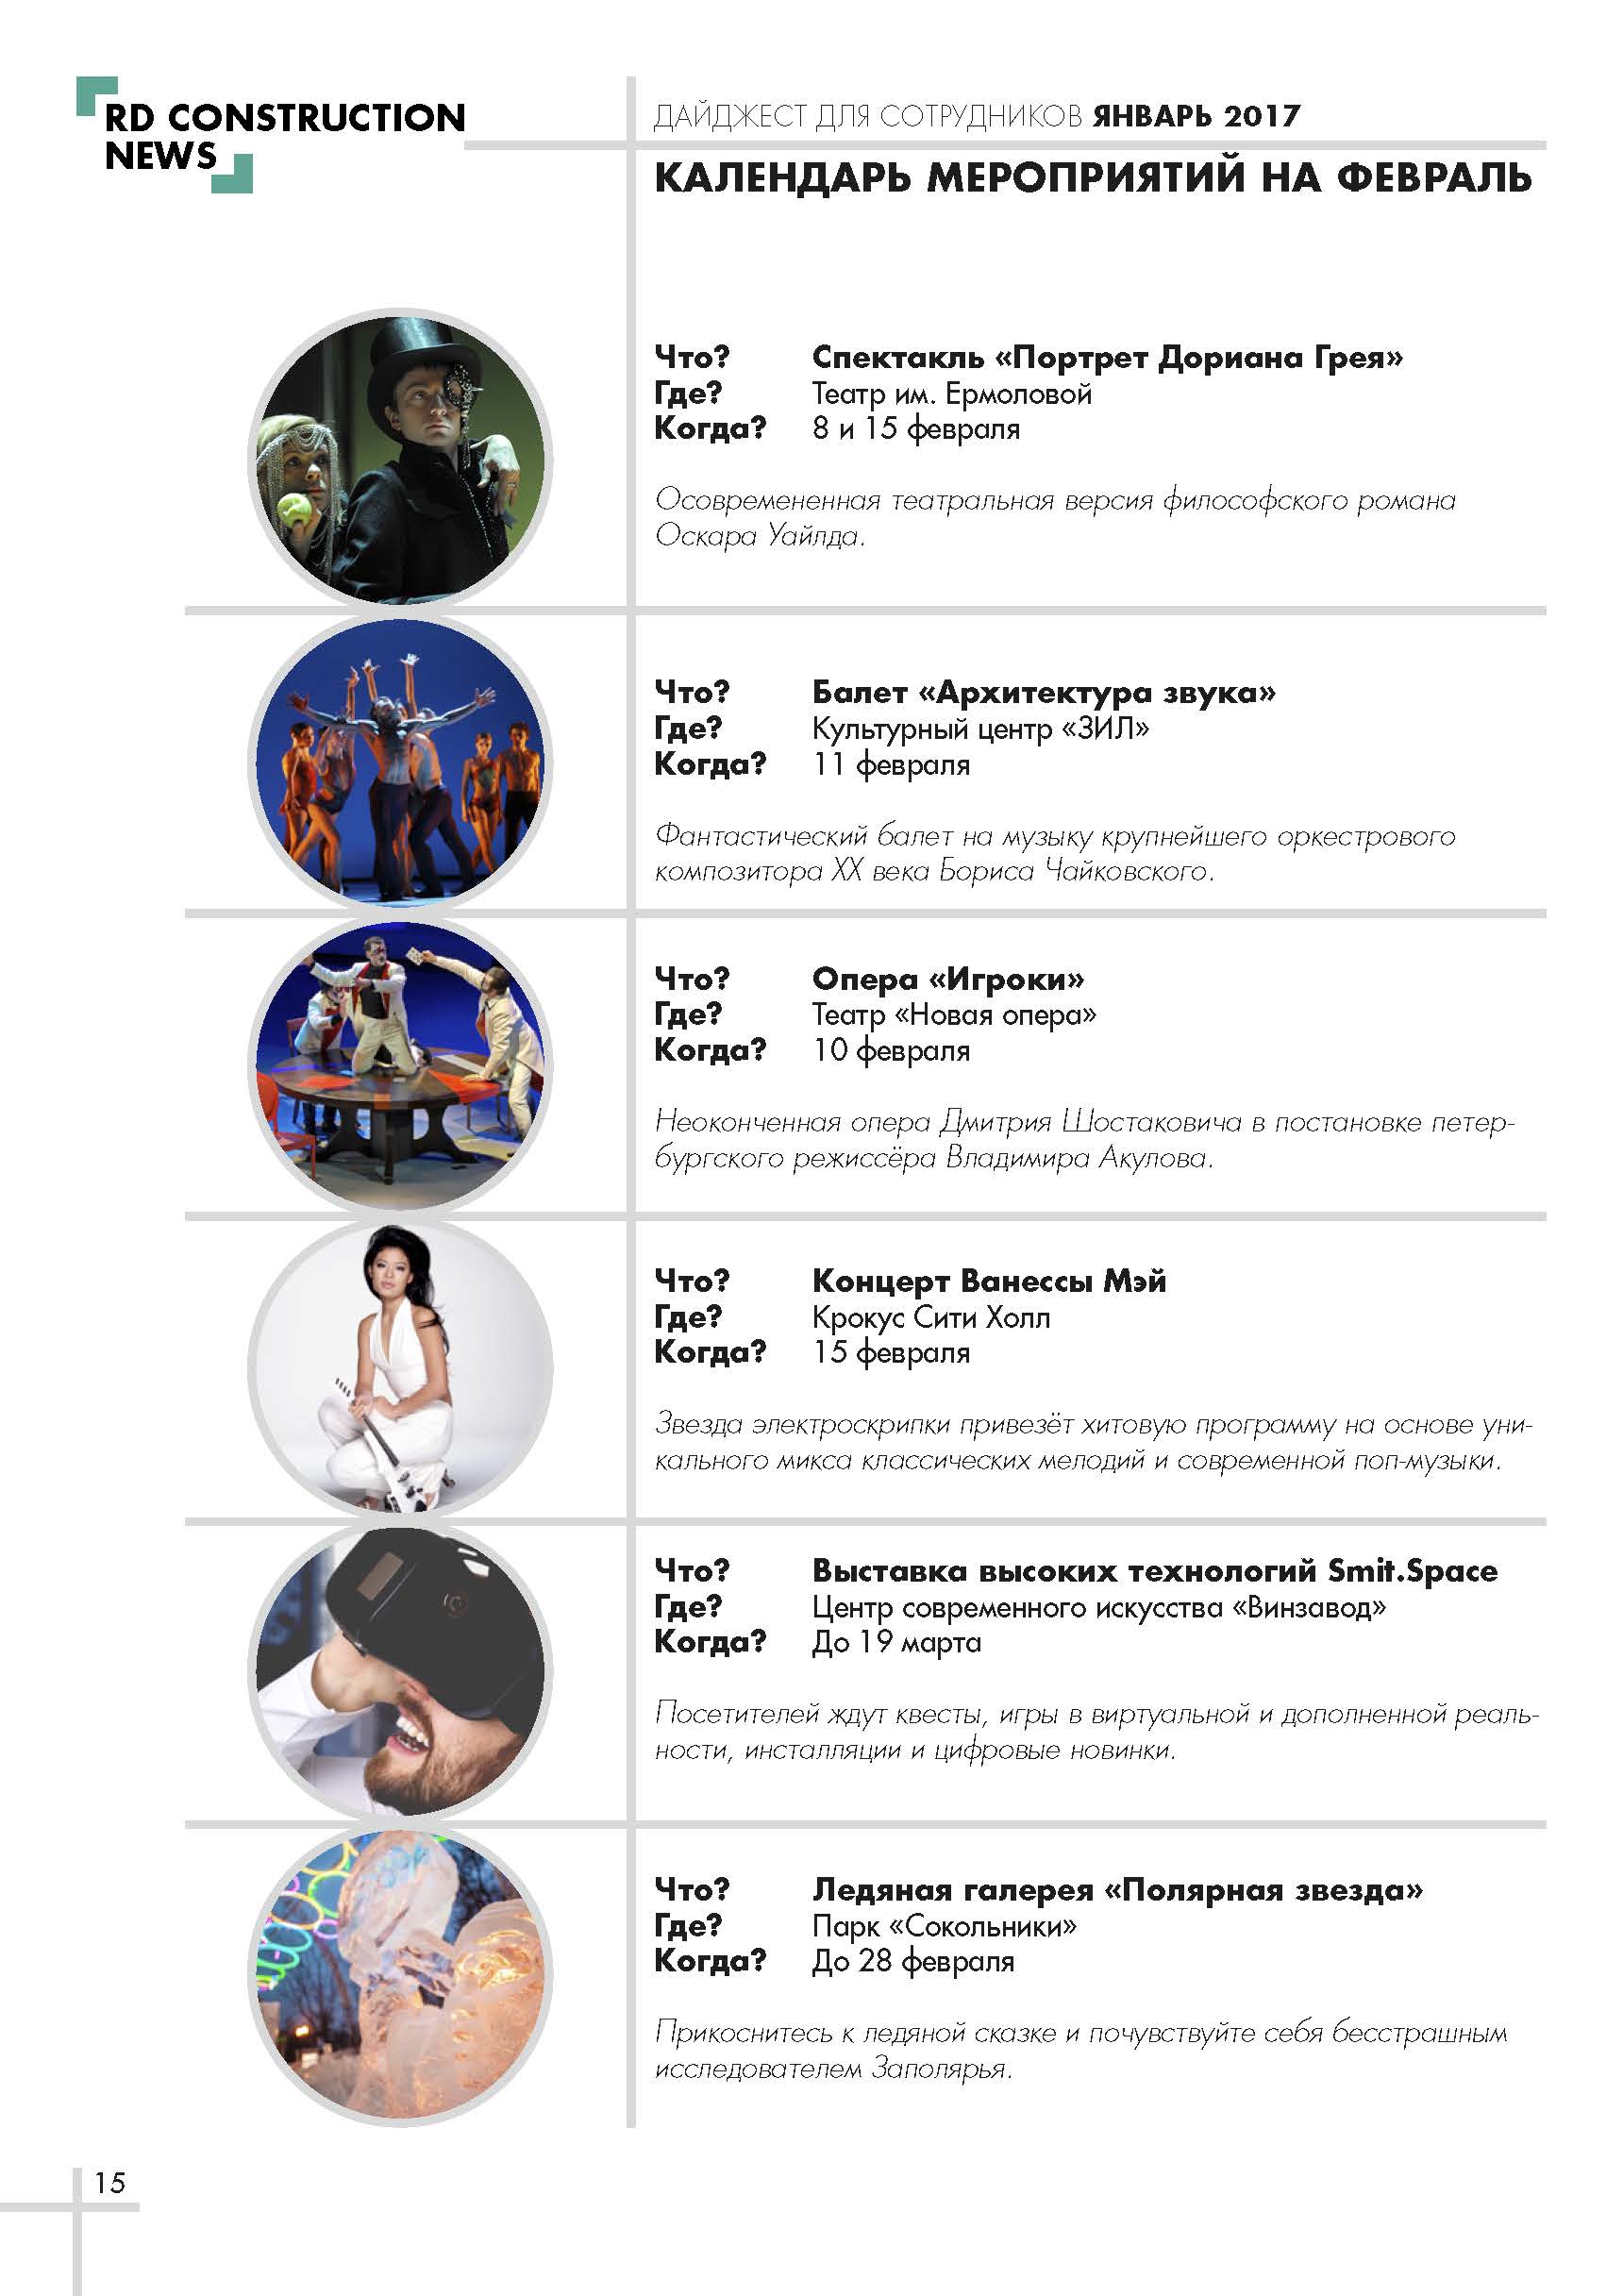 RD CONSTRUCTION
NEWS
ДАЙДЖЕСТ ДЛЯ СОТРУДНИКОВ ЯНВАРЬ 2017
КАЛЕНДАРЬ МЕРОПРИЯТИЙ НА ФЕВРАЛЬ
Что? Спектакль «Портрет Дориана Грея»
Где? Театр им. Ермоловой
Когда? 8 и 15 февраля
Осовремененная театральная версия философского романа
Оскара Уайлда.
Что? Балет «Архитектура звука»
Где? Культурный центр «ЗИЛ»
Когда? 11 февраля
Фантастический балет на музыку крупнейшего оркестрового
композитора XX века Бориса Чайковского.
Что? Опера «Игроки»
Где? Театр «Новая опера»
Когда? 10 февраля
Неоконченная опера Дмитрия Шостаковича в постановке петер-
бургского режиссёра Владимира Акулова.
Что? Концерт Ванессы Мэй
Где? Крокус Сити Холл
Когда? 15 февраля
Звезда электроскрипки привезёт хитовую программу на основе уни-
кального микса классических мелодий и современной поп-музыки.
Что? Выставка высоких технологий Smit.Space
Где? Центр современного искусства «Винзавод»
Когда? До 19 марта
Посетителей ждут квесты, игры в виртуальной и дополненной реаль-
ности, инсталляции и цифровые новинки.
Что? Ледяная галерея «Полярная звезда»
Где? Парк «Сокольники»
Когда? До 28 февраля
Прикоснитесь к ледяной сказке и почувствуйте себя бесстрашным
исследователем Заполярья.
15